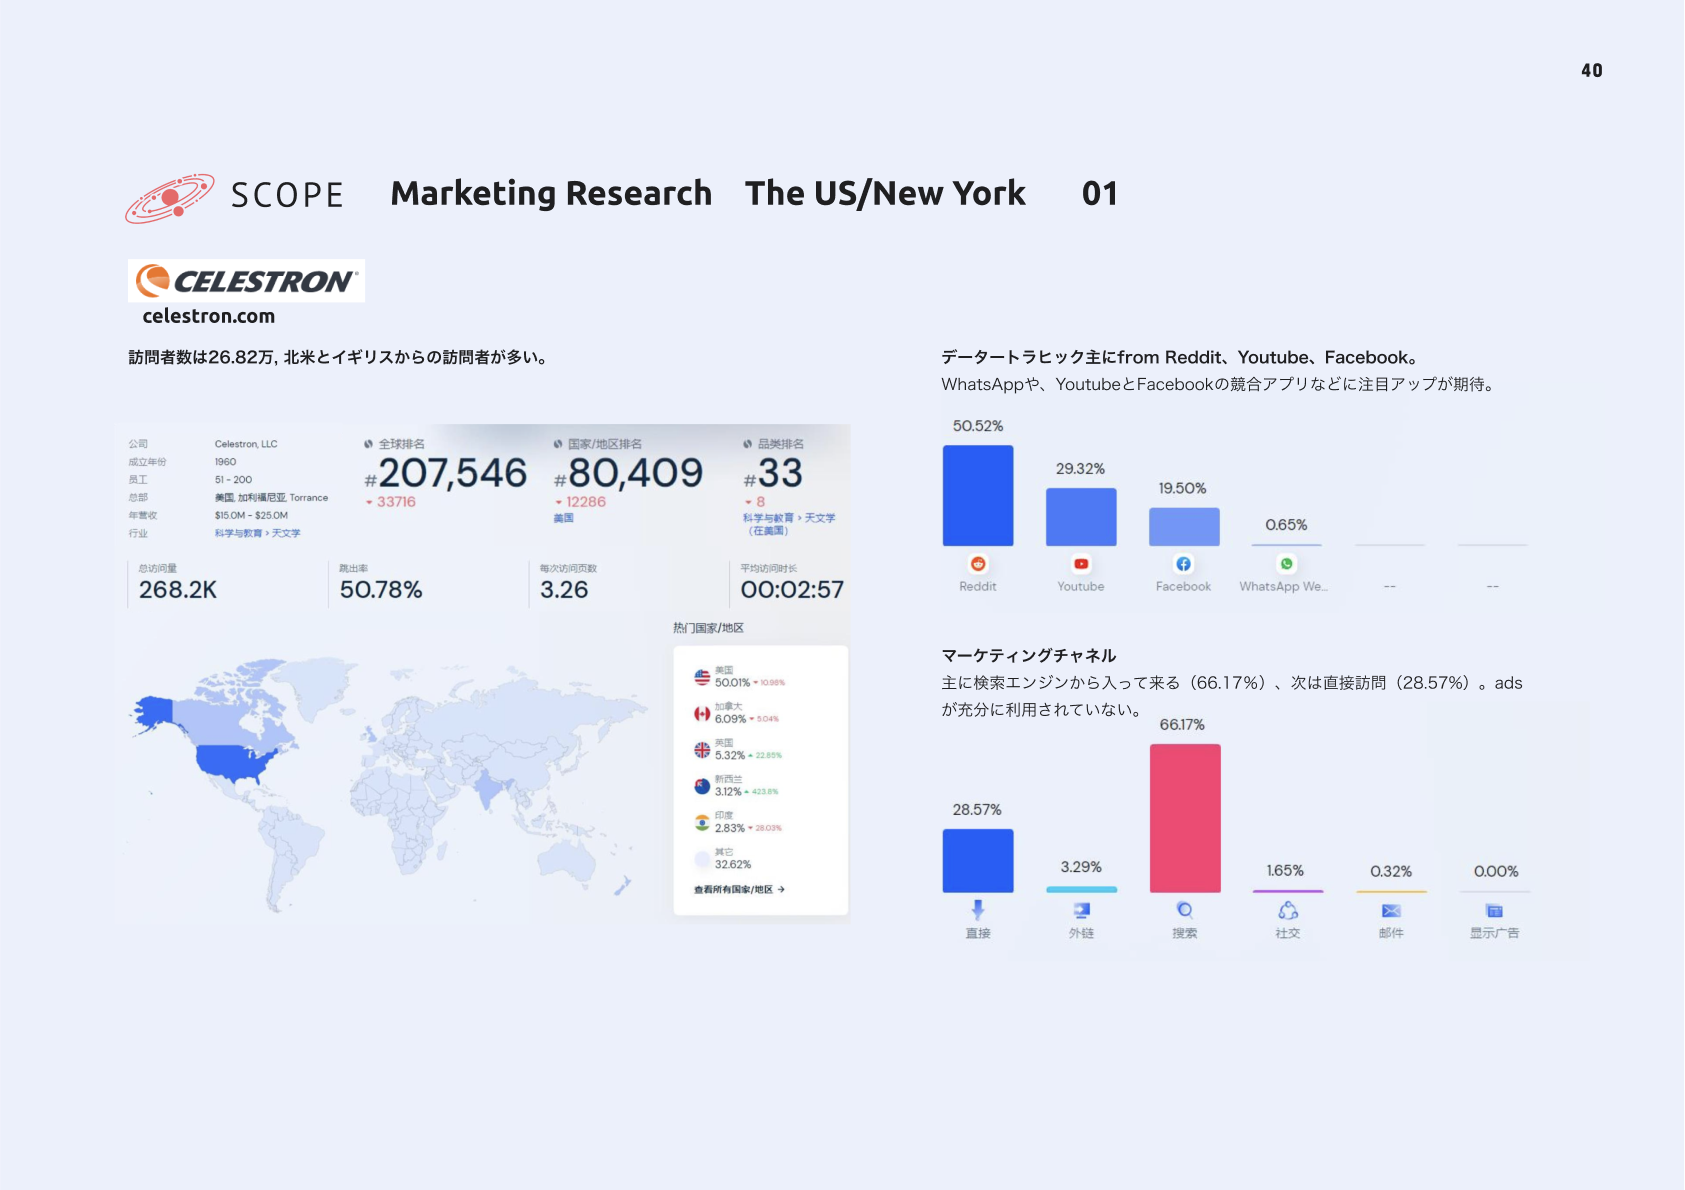 40
SCOPE
Marketing Research The US/New York 01
CELESTRON
celestron.com
訪問者数は26.82万, 北米とイギリスからの訪問者が多い。
公司 Celestron, LLC
成立年份 1960
员工 51 - 200
总部 美国, 加利福尼亚, Torrance
年营收 $15.0M - $25.0M
行业 科学与教育 > 天文学
全球排名
#207,546
33716
国家/地区排名
#80,409
12286
美国
品类排名
#33
8
科学与教育 > 天文学
（在美国）
总访问量
268.2K
跳出率
50.78%
每次访问页数
3.26
平均访问时长
00:02:57
热门国家/地区
美国
50.01% 10.98%
加拿大
6.09% 5.04%
英国
5.32% 22.85%
新西兰
3.12% 423.8%
印度
2.83% 28.03%
其它
32.62%
查看所有国家/地区 →
データートラヒック主にfrom Reddit、Youtube、Facebook。
WhatsAppや、YoutubeとFacebookの競合アプリなどに注目アップが期待。
50.52%
29.32%
19.50%
0.65%
Reddit Youtube Facebook WhatsApp We... -- --
マーケティングチャネル
主に検索エンジンから入って来る（66.17%）、次は直接訪問（28.57%）。ads
が充分に利用されていない。
66.17%
28.57%
3.29%
1.65%
0.32%
0.00%
直接 外链 搜索 社交 邮件 显示广告